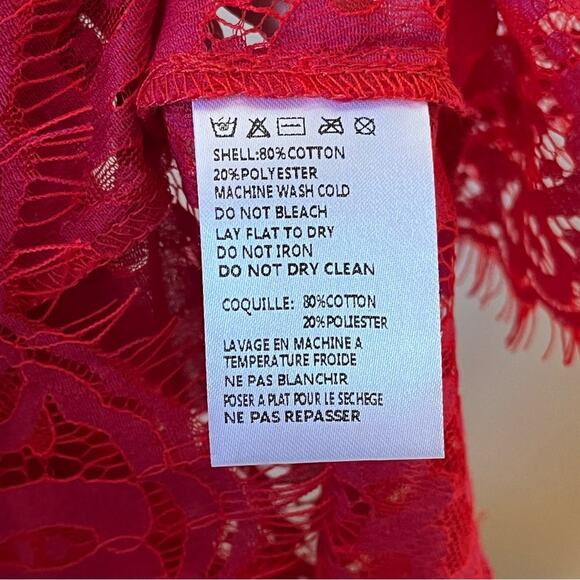 SHELL:80%COTTON
20%POLYESTER
MACHINE WASH COLD
DO NOT BLEACH
LAY FLAT TO DRY
DO NOT IRON
DO NOT DRY CLEAN
COQUILLE: 80%COTTON
20%POLIESTER
LAVAGE EN MACHINE A
TEMPERATURE FROIDE
NE PAS BLANCHIR
POSER A PLAT POUR LE SECHEGE
NE PAS REPASSER